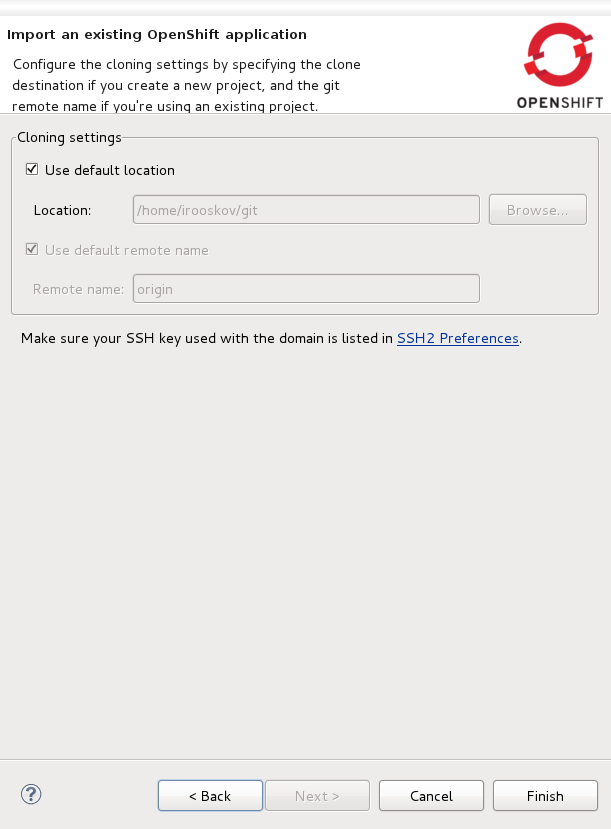 Import an existing OpenShift application
Configure the cloning settings by specifying the clone
destination if you create a new project, and the git
remote name if you're using an existing project.
OPENSHIFT
Cloning settings
Use default location
Location:
/home/irooskov/git
Browse...
Use default remote name
Remote name:
origin
Make sure your SSH key used with the domain is listed in SSH2 Preferences.
?
< Back
Next >
Cancel
Finish